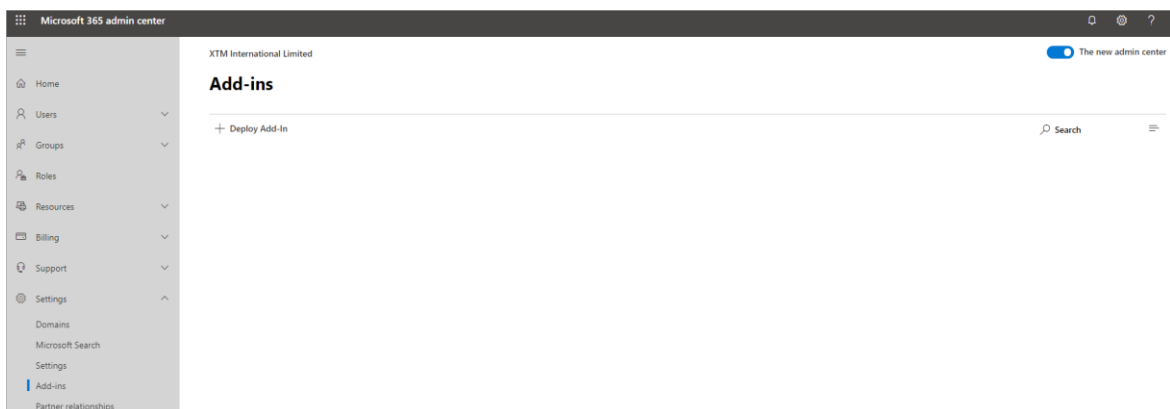 Microsoft 365 admin center
?
XTM International Limited
The new admin center
Add-ins
Deploy Add-In
Search
Home
Users
Groups
Roles
Resources
Billing
Support
Settings
Domains
Microsoft Search
Settings
Add-ins
Partner relationships